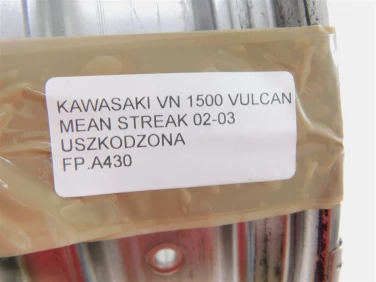 KAWASAKI VN 1500 VULCAN
MEAN STREAK 02-03
USZKODZONA
FP.A430